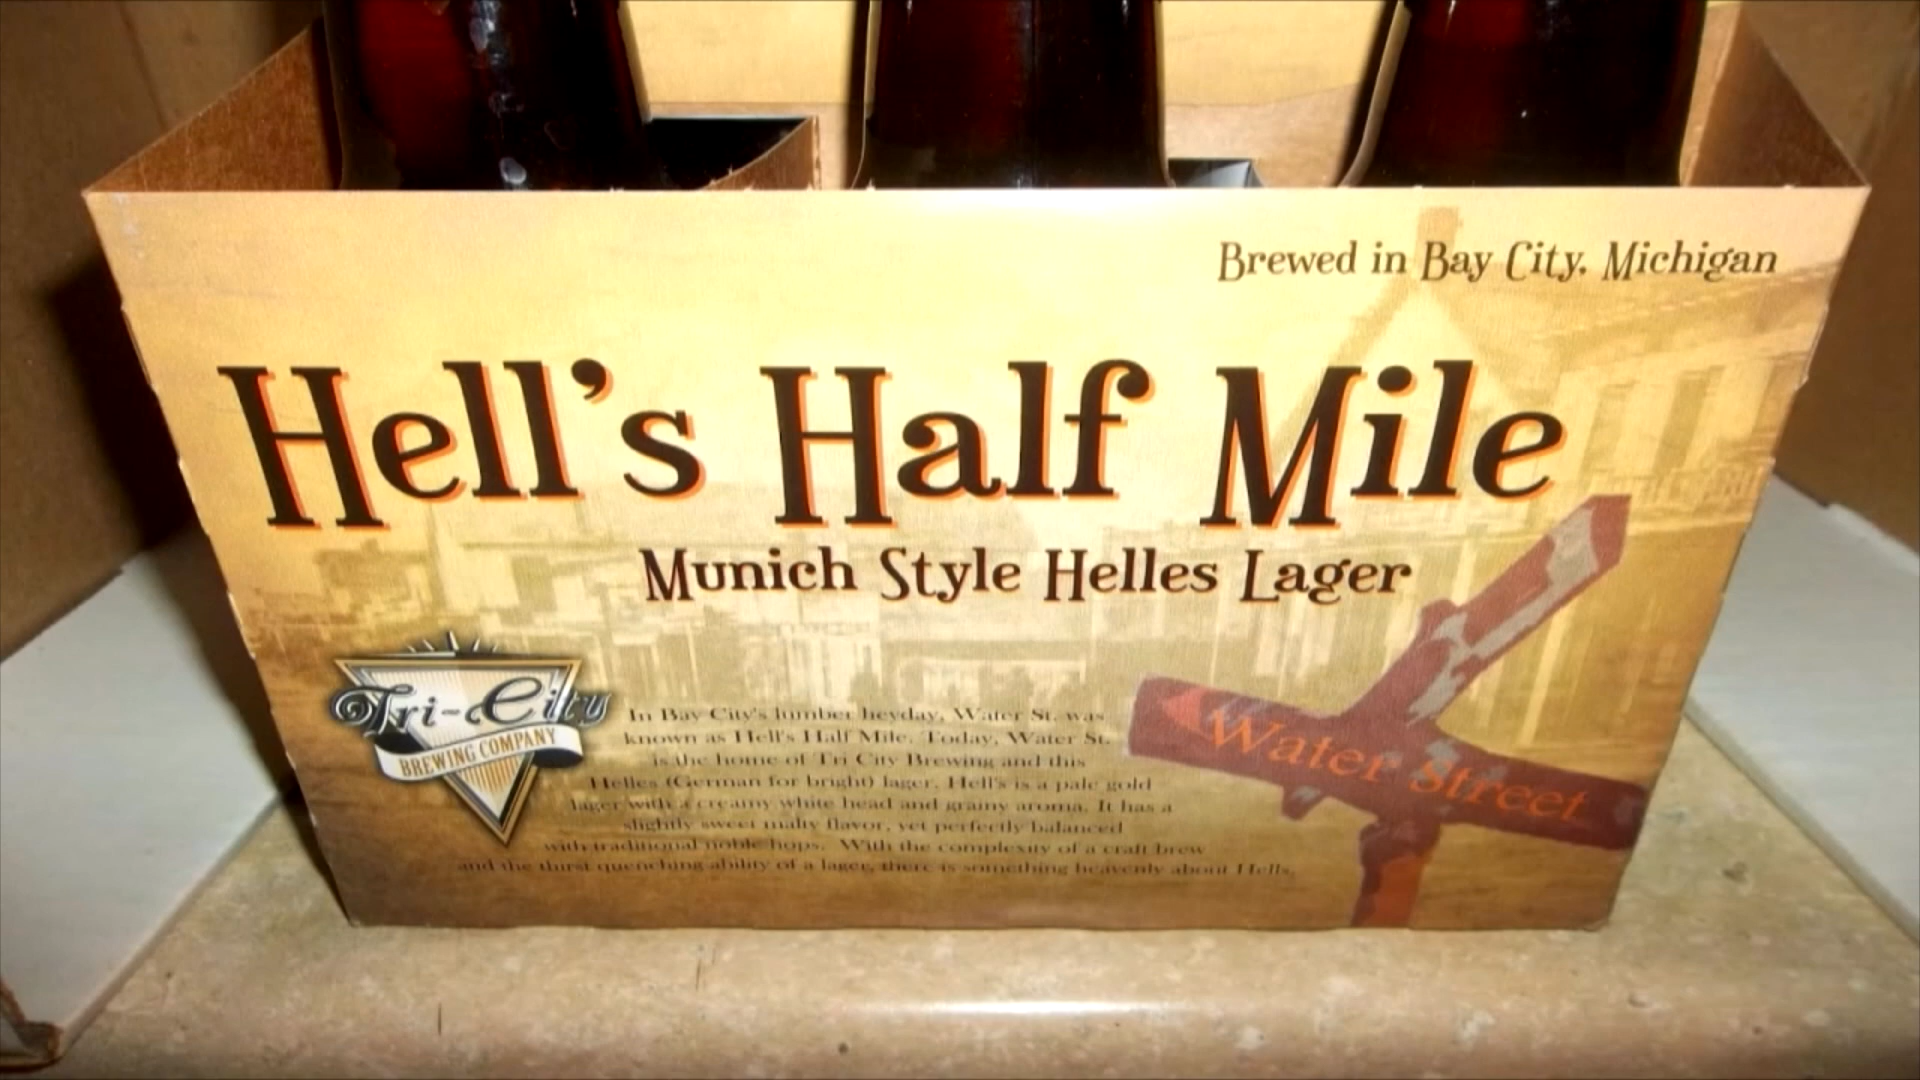 Brewed in Bay City, Michigan
Hell's Half Mile
Munich Style Helles Lager
Tri-City
BREWING COMPANY
In Bay City's lumber heyday, Water St. was
known as Hell's Half Mile. Today, Water St.
is the home of Tri City Brewing and this
Helles (German for bright) lager. Hell's is a pale gold
lager with a creamy white head and grainy aroma. It has a
slightly sweet malty flavor, yet perfectly balanced
with traditional noble hops. With the complexity of a craft brew
and the thirst quenching ability of a lager, there is something heavenly about Hell's.
Water Street